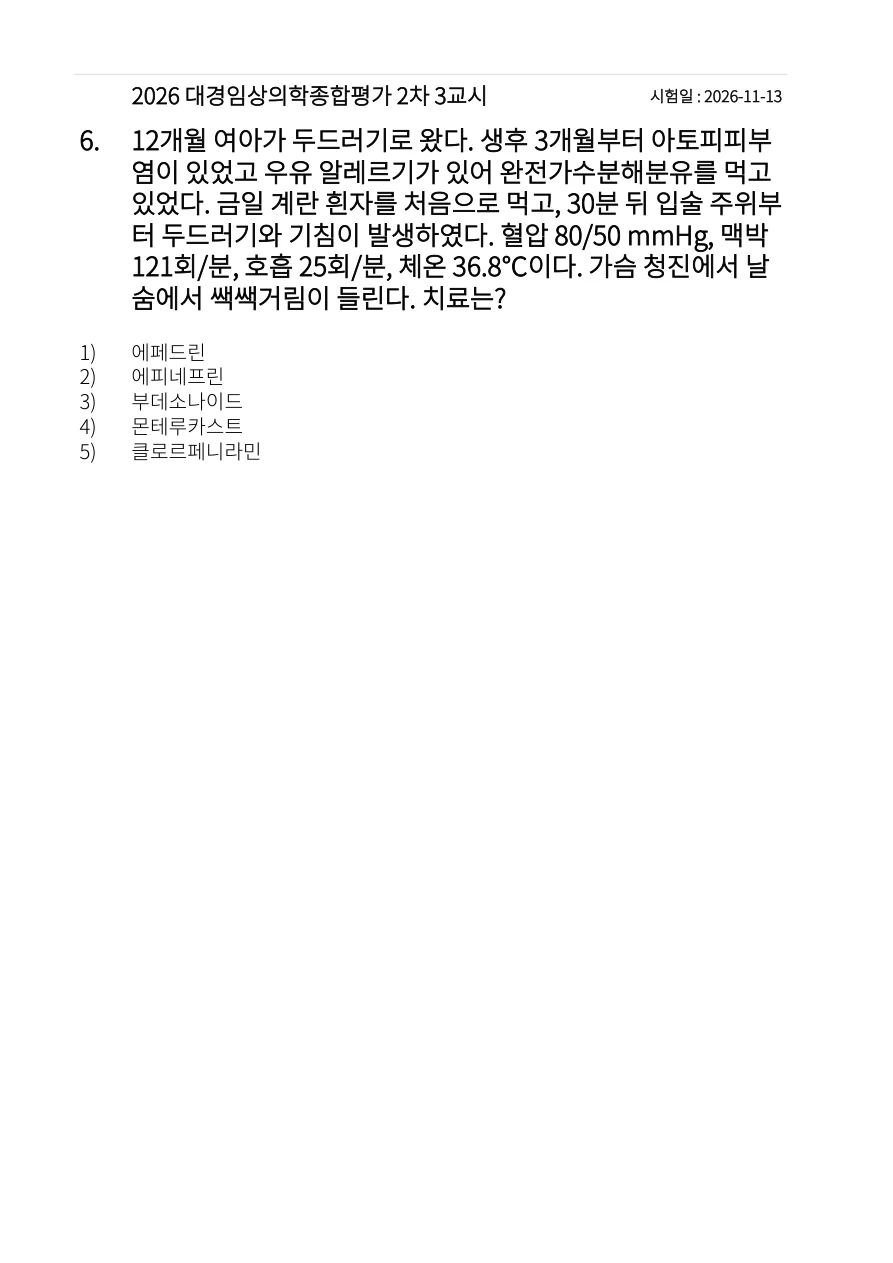 2026 대경임상의학종합평가 2차 3교시 시험일 : 2026-11-13
6. 12개월 여아가 두드러기로 왔다. 생후 3개월부터 아토피피부
염이 있었고 우유 알레르기가 있어 완전가수분해분유를 먹고
있었다. 금일 계란 흰자를 처음으로 먹고, 30분 뒤 입술 주위부
터 두드러기와 기침이 발생하였다. 혈압 80/50 mmHg, 맥박
121회/분, 호흡 25회/분, 체온 36.8℃이다. 가슴 청진에서 날
숨에서 쌕쌕거림이 들린다. 치료는?
1) 에페드린
2) 에피네프린
3) 부데소나이드
4) 몬테루카스트
5) 클로르페니라민